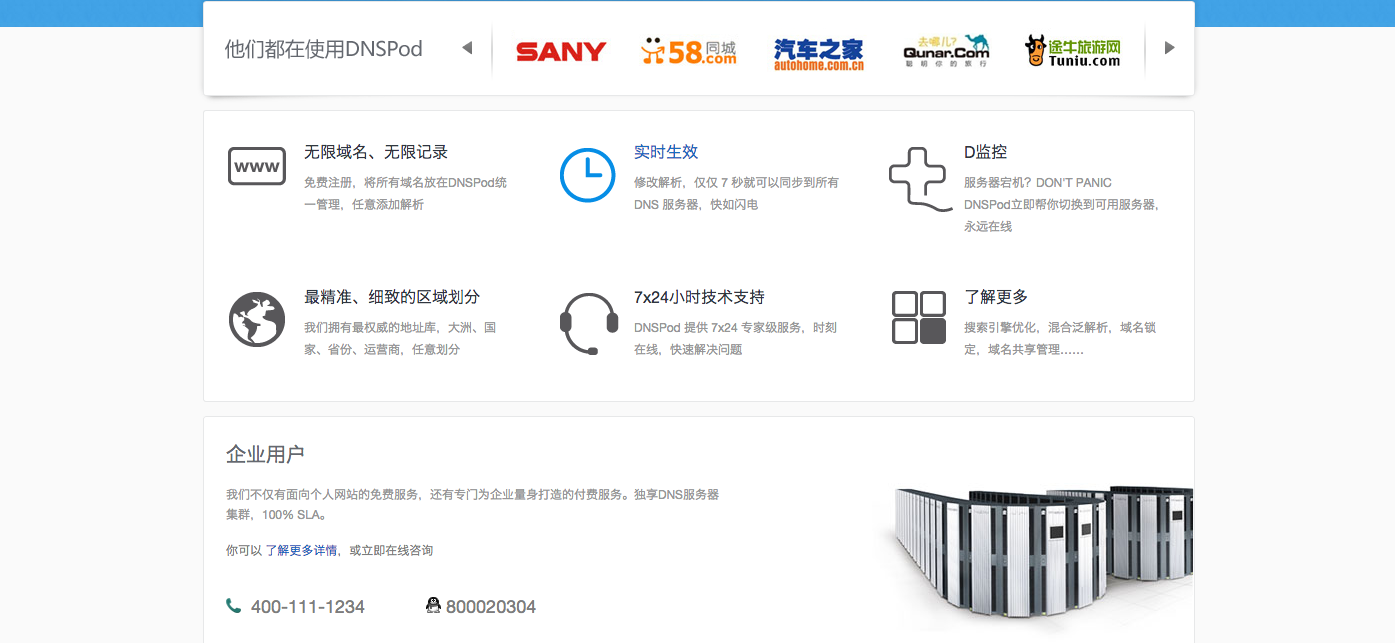 他们都在使用DNSPod
SANY
58同城
.com
汽车之家
autohome.com.cn
去哪儿?
Qunar.Com
聪明你的旅行
途牛旅游网
Tuniu.com
www
无限域名、无限记录
免费注册，将所有域名放在DNSPod统
一管理，任意添加解析
实时生效
修改解析，仅仅 7 秒就可以同步到所有
DNS 服务器，快如闪电
D监控
服务器宕机？DON'T PANIC
DNSPod立即帮你切换到可用服务器，
永远在线
最精准、细致的区域划分
我们拥有最权威的地址库，大洲、国
家、省份、运营商，任意划分
7x24小时技术支持
DNSPod 提供 7x24 专家级服务，时刻
在线，快速解决问题
了解更多
搜索引擎优化，混合泛解析，域名锁
定，域名共享管理……
企业用户
我们不仅有面向个人网站的免费服务，还有专门为企业量身打造的付费服务。独享DNS服务器
集群，100% SLA。
你可以 了解更多详情，或立即在线咨询
400-111-1234
800020304